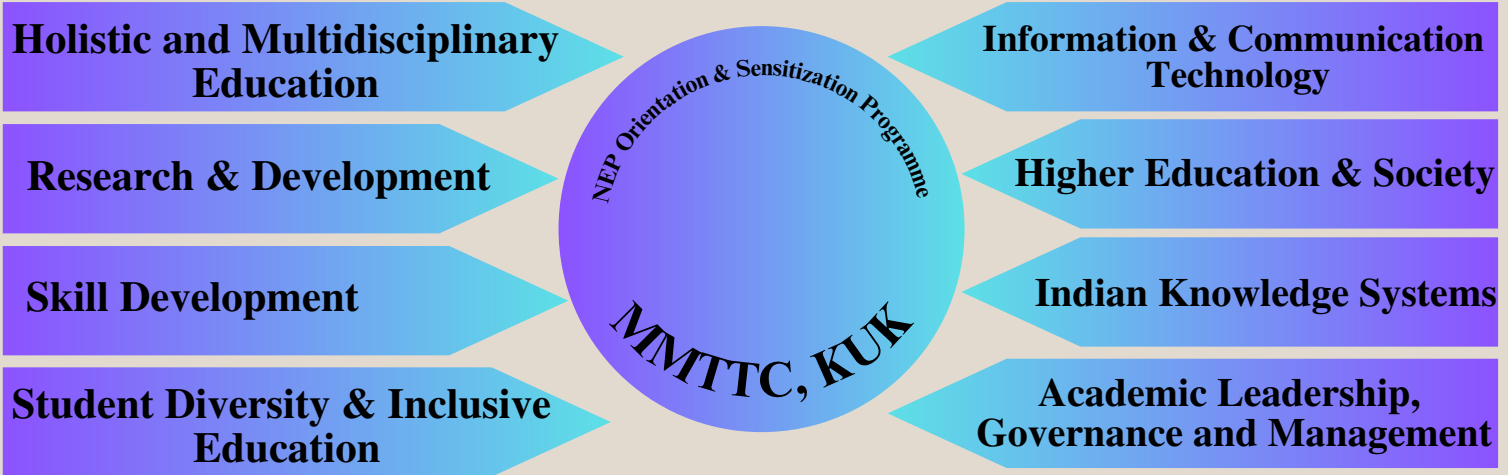 Holistic and Multidisciplinary
Education
Research & Development
Skill Development
Student Diversity & Inclusive
Education
NEP Orientation & Sensitization Programme
MMTTC, KUK
Information & Communication
Technology
Higher Education & Society
Indian Knowledge Systems
Academic Leadership,
Governance and Management